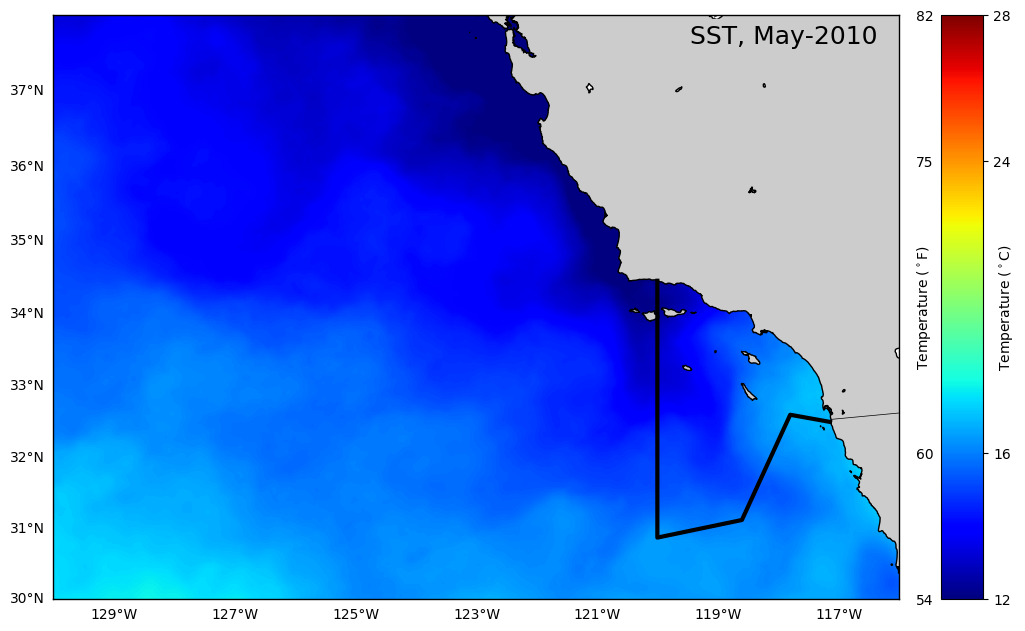 SST, May-2010
37°N
36°N
35°N
34°N
33°N
32°N
31°N
30°N
129°W
127°W
125°W
123°W
121°W
119°W
117°W
82
75
60
54
Temperature (°F)
28
24
16
12
Temperature (°C)